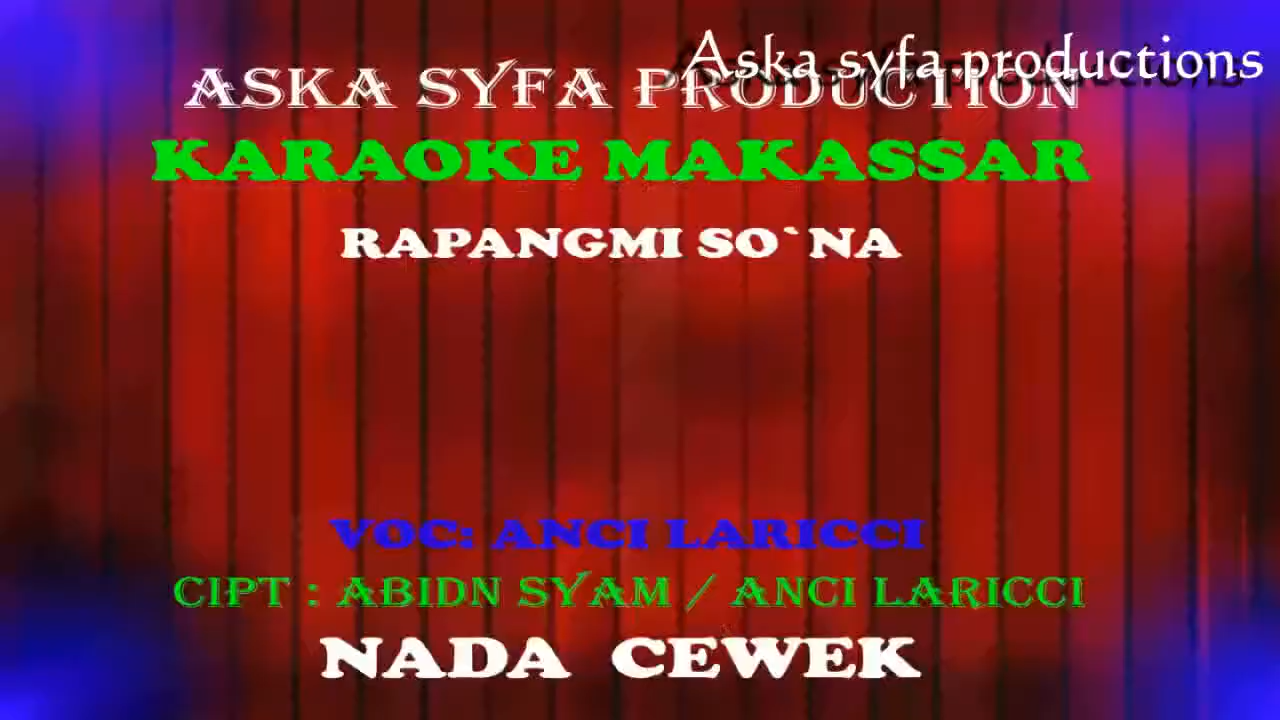 Aska syfa productions
ASKA SYFA PRODUCTION
KARAOKE MAKASSAR
RAPANGMI SO`NA
VOC: ANCI LARICCI
CIPT : ABIDN SYAM / ANCI LARICCI
NADA CEWEK